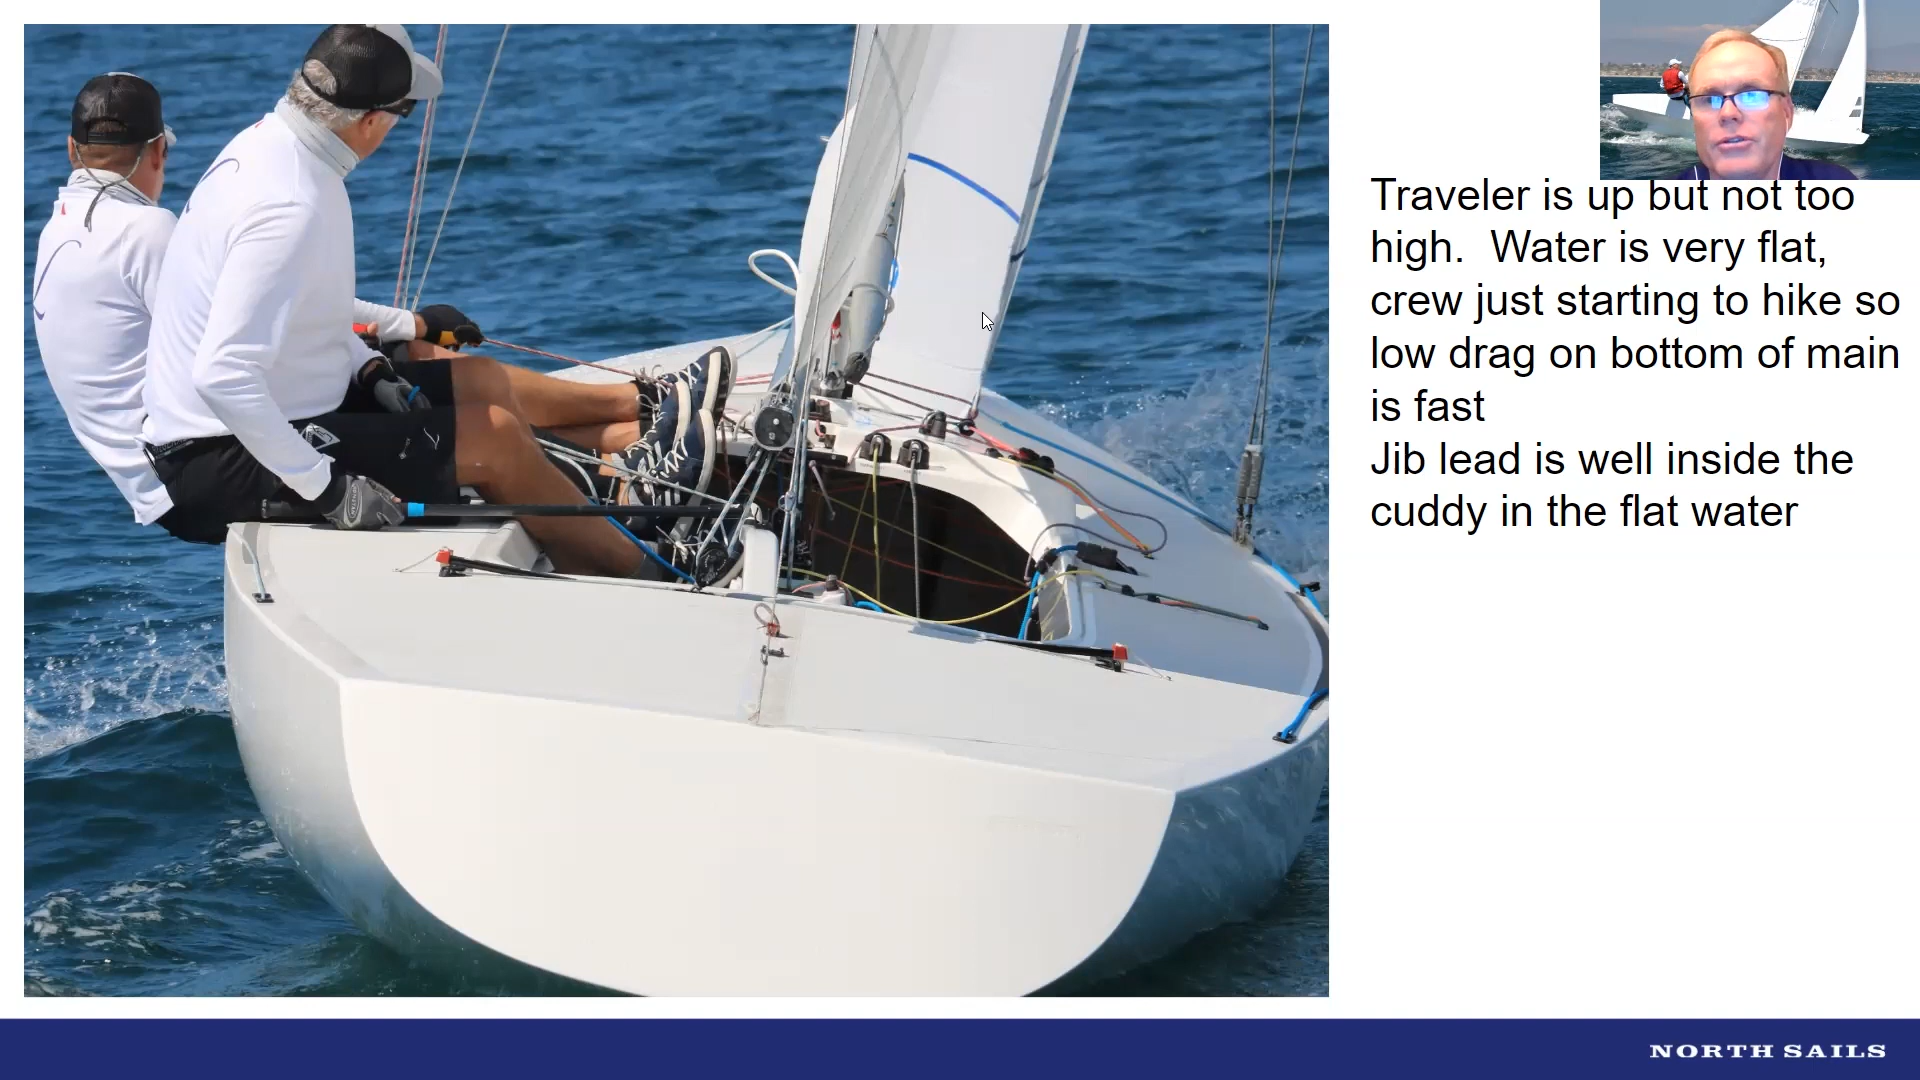 Traveler is up but not too
high.  Water is very flat,
crew just starting to hike so
low drag on bottom of main
is fast
Jib lead is well inside the
cuddy in the flat water
NORTH SAILS